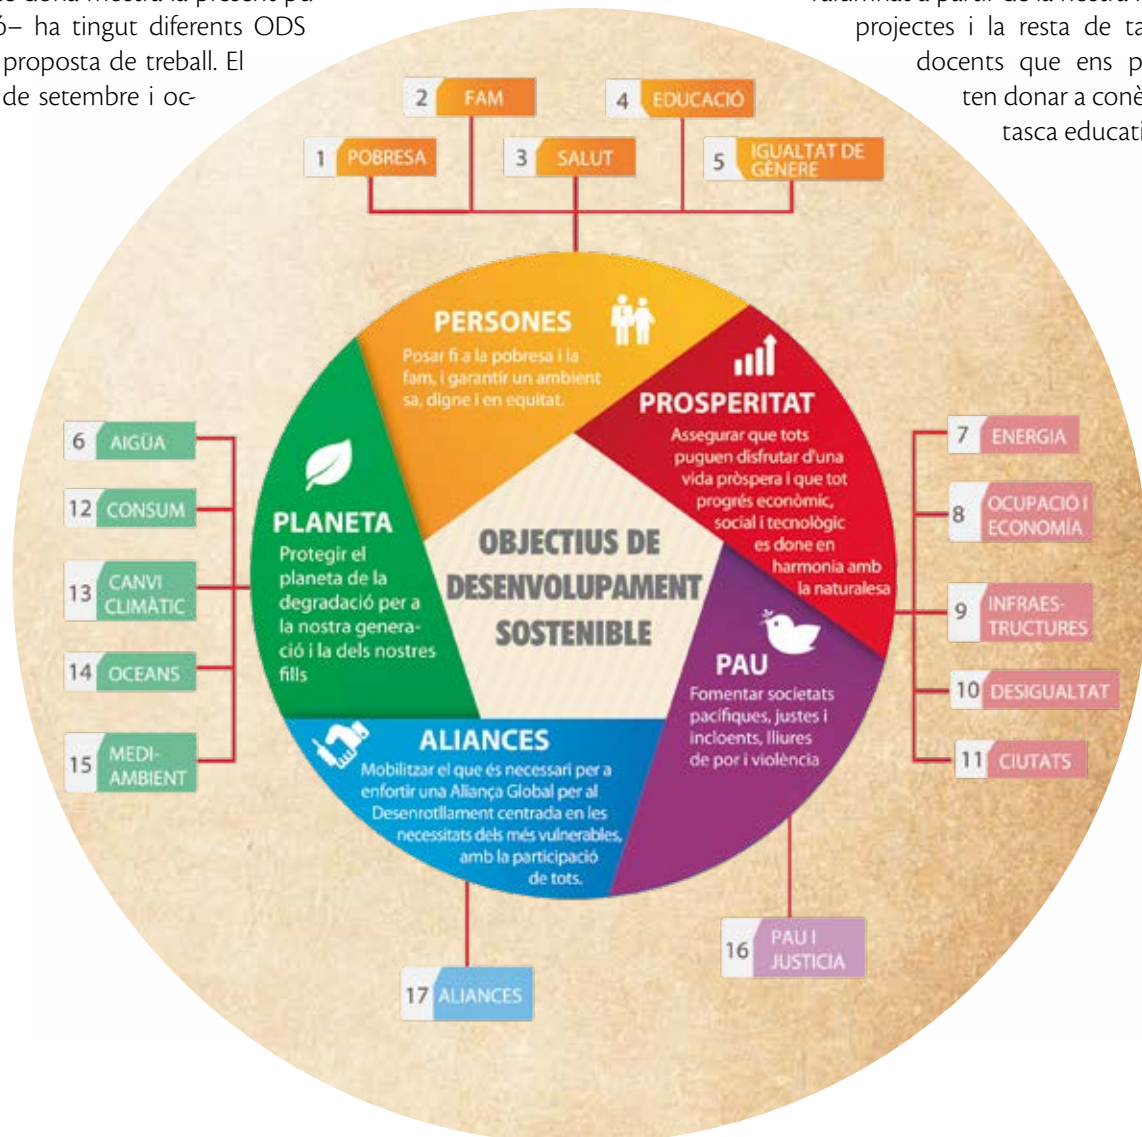 ha tingut diferents ODS
proposta de treball. El
de setembre i oc-
projectes i la resta de
docents que ens
ten donar a
tasca
1 POBRESA
2 FAM
3 SALUT
4 EDUCACIÓ
5 IGUALTAT DE
GÈNERE
PERSONES
Posar fi a la pobresa i la
fam, i garantir un ambient
sa, digne i en equitat.
PROSPERITAT
Assegurar que tots
puguen disfrutar d'una
vida pròspera i que tot
progrés econòmic,
social i tecnològic
es done en
harmonia amb
la naturalesa
PLANETA
Protegir el
planeta de la
degradació per a
la nostra genera-
ció i la dels nostres
fills
OBJECTIUS DE
DESENVOLUPAMENT
SOSTENIBLE
PAU
Fomentar societats
pacífiques, justes i
incloents, lliures
de por i violència
ALIANCES
Mobilitzar el que és necessari per a
enfortir una Aliança Global per al
Desenrotllament centrada en les
necessitats dels més vulnerables,
amb la participació
de tots.
6 AIGÜA
12 CONSUM
13 CANVI
CLIMÀTIC
14 OCEANS
15 MEDI-
AMBIENT
7 ENERGIA
8 OCUPACIÓ I
ECONOMÍA
9 INFRAES-
TRUCTURES
10 DESIGUALTAT
11 CIUTATS
16 PAU I
JUSTICIA
17 ALIANCES